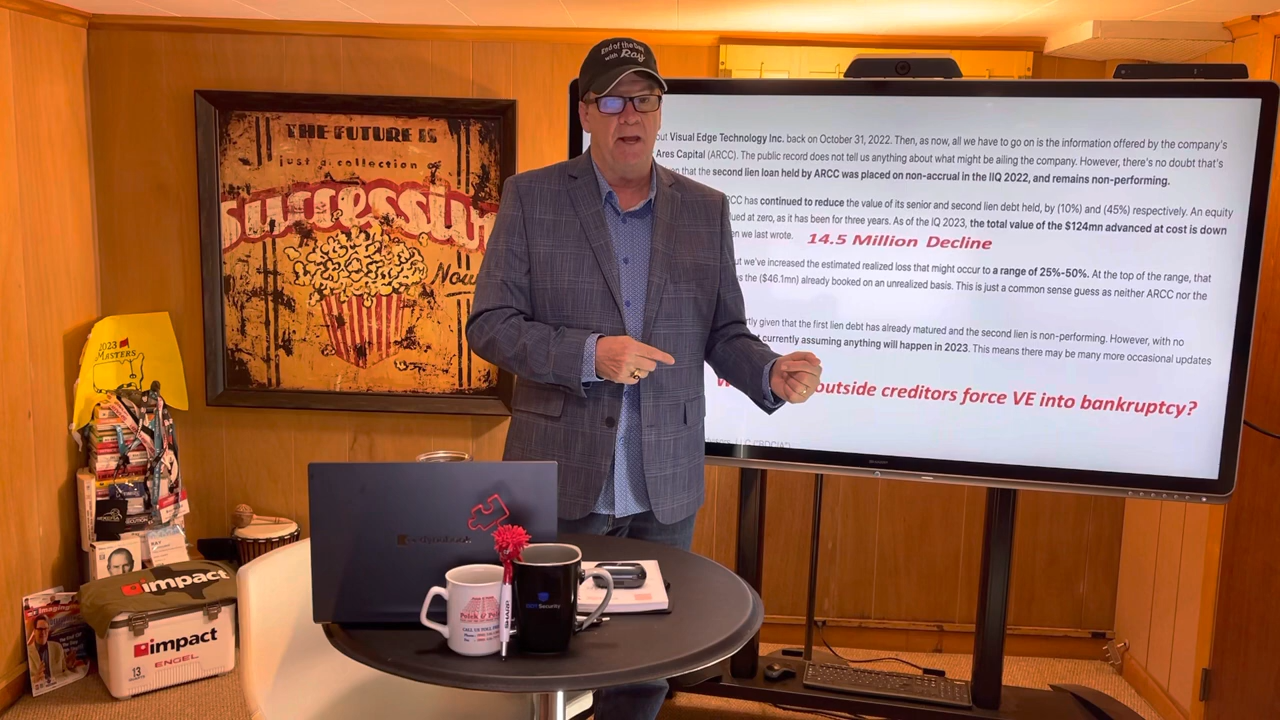 End of the Day
with Ray
THE FUTURE IS
just a collection of
Successive
Now
out Visual Edge Technology Inc. back on October 31, 2022. Then, as now, all we have to go on is the information offered by the company's
Ares Capital (ARCC). The public record does not tell us anything about what might be ailing the company. However, there's no doubt that's
en that the second lien loan held by ARCC was placed on non-accrual in the IIQ 2022, and remains non-performing.
RCC has continued to reduce the value of its senior and second lien debt held, by (10%) and (45%) respectively. An equity
lued at zero, as it has been for three years. As of the IQ 2023, the total value of the $124mn advanced at cost is down
en we last wrote. 14.5 Million Decline
ut we've increased the estimated realized loss that might occur to a range of 25%-50%. At the top of the range, that
s the ($46.1mn) already booked on an unrealized basis. This is just a common sense guess as neither ARCC nor the
rtly given that the first lien debt has already matured and the second lien is non-performing. However, with no
t currently assuming anything will happen in 2023. This means there may be many more occasional updates
outside creditors force VE into bankruptcy?
SHARP
2023
MASTERS
impact
impact
ENGEL
13
Imaging
RAY
Security
SHARP